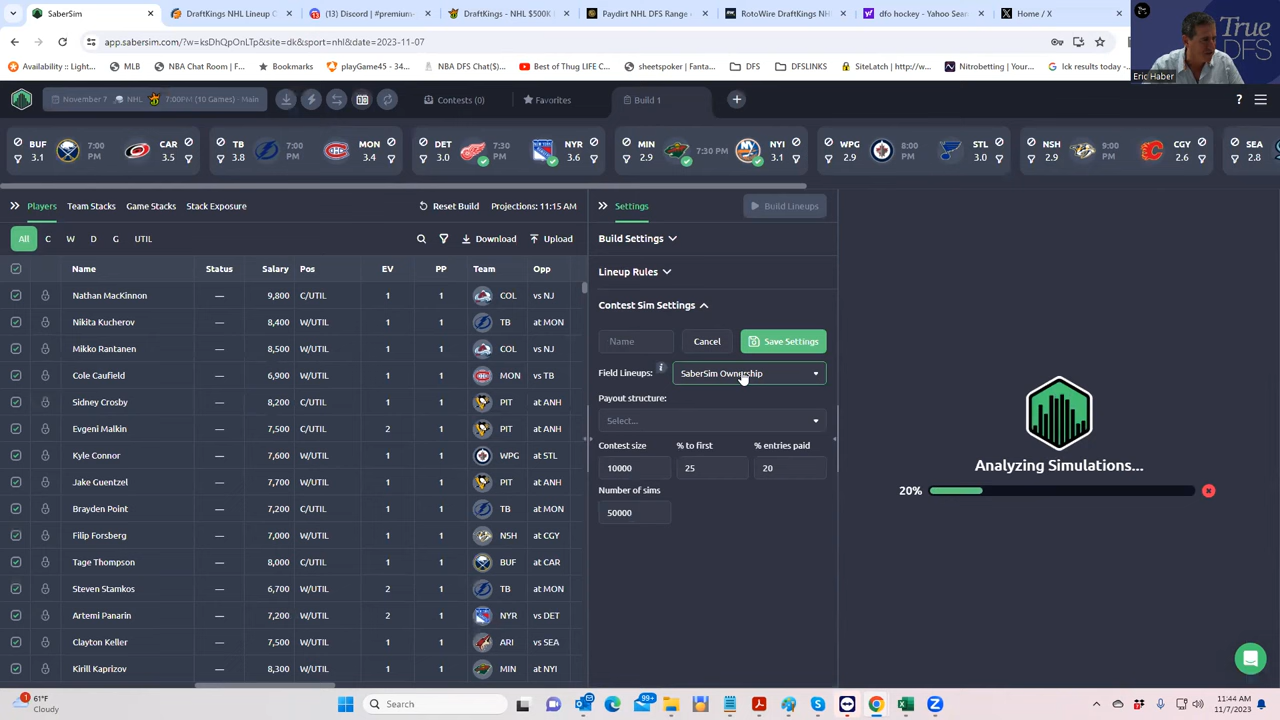 SaberSim
DraftKings NHL Lineup O
(13) Discord | #premium-
DraftKings - NHL $500K
Paydirt NHL DFS Range
RotoWire DraftKings NH
dfo hockey - Yahoo Sea
Home / X
True
DFS
Eric Haber
app.sabersim.com/?w=ksDhQpOnLTp&site=dk&sport=nhl&date=2023-11-07
Availability :: Light...
MLB
NBA Chat Room | Fa...
playGame45 - 34...
NBA DFS Chat($)
Best of Thug LIFE C...
sheetspoker | Fanta...
DFS
DFSLINKS
SiteLatch | http://w...
Nitrobetting | Your...
lck results today -...
November 7
NHL
7:00PM (10 Games) - Main
Contests (0)
Favorites
Build 1
?
BUF 3.1 7:00 PM CAR 3.5
TB 3.8 7:00 PM MON 3.4
DET 3.0 7:30 PM NYR 3.6
MIN 2.9 7:30 PM NYI 3.1
WPG 2.9 8:00 PM STL 3.0
NSH 2.9 9:00 PM CGY 2.6
SEA 2.8
Players Team Stacks Game Stacks Stack Exposure Reset Build Projections: 11:15 AM
Settings Build Lineups
All C W D G UTIL Download Upload
Name Status Salary Pos EV PP Team Opp
Nathan MacKinnon — 9,800 C/UTIL 1 1 COL vs NJ
Nikita Kucherov — 8,400 W/UTIL 1 1 TB at MON
Mikko Rantanen — 8,500 W/UTIL 1 1 COL vs NJ
Cole Caufield — 6,900 W/UTIL 1 1 MON vs TB
Sidney Crosby — 8,200 C/UTIL 1 1 PIT at ANH
Evgeni Malkin — 7,500 C/UTIL 2 1 PIT at ANH
Kyle Connor — 7,600 W/UTIL 1 1 WPG at STL
Jake Guentzel — 7,700 W/UTIL 1 1 PIT at ANH
Brayden Point — 7,200 C/UTIL 1 1 TB at MON
Filip Forsberg — 7,000 W/UTIL 1 1 NSH at CGY
Tage Thompson — 8,000 C/UTIL 1 1 BUF at CAR
Steven Stamkos — 6,700 W/UTIL 2 1 TB at MON
Artemi Panarin — 7,200 W/UTIL 2 1 NYR vs DET
Clayton Keller — 7,500 W/UTIL 1 1 ARI vs SEA
Kirill Kaprizov — 8,300 W/UTIL 1 1 MIN at NYI
Build Settings
Lineup Rules
Contest Sim Settings
Name Cancel Save Settings
Field Lineups: i SaberSim Ownership
Payout structure:
Select...
Contest size % to first % entries paid
10000 25 20
Number of sims
50000
Analyzing Simulations...
20%
1
61°F
Cloudy
Search
99+
11:44 AM
11/7/2023